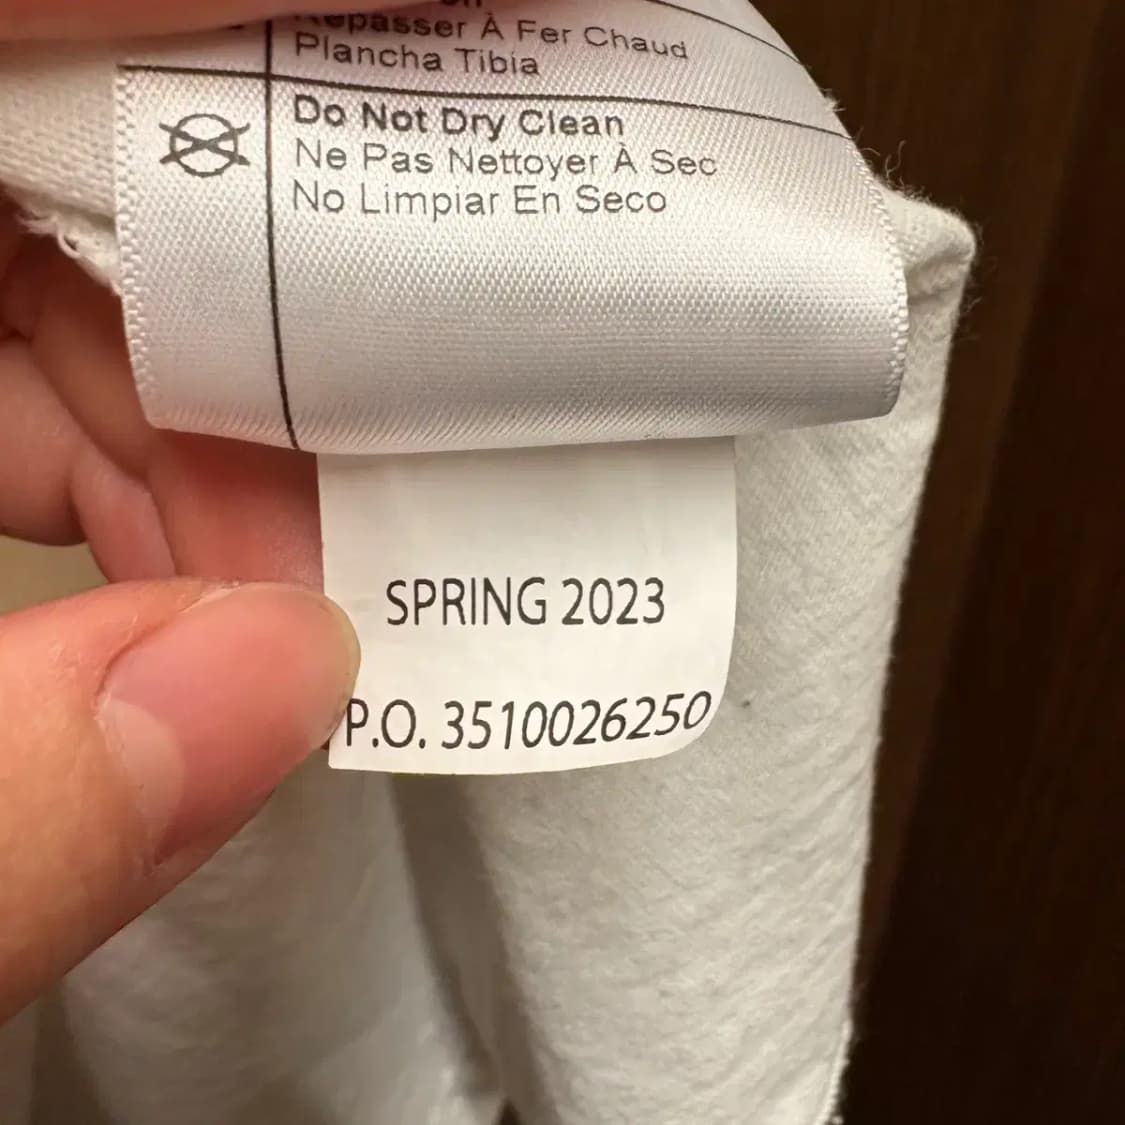 Repasser À Fer Chaud
Plancha Tibia
Do Not Dry Clean
Ne Pas Nettoyer À Sec
No Limpiar En Seco
SPRING 2023
P.O. 3510026250